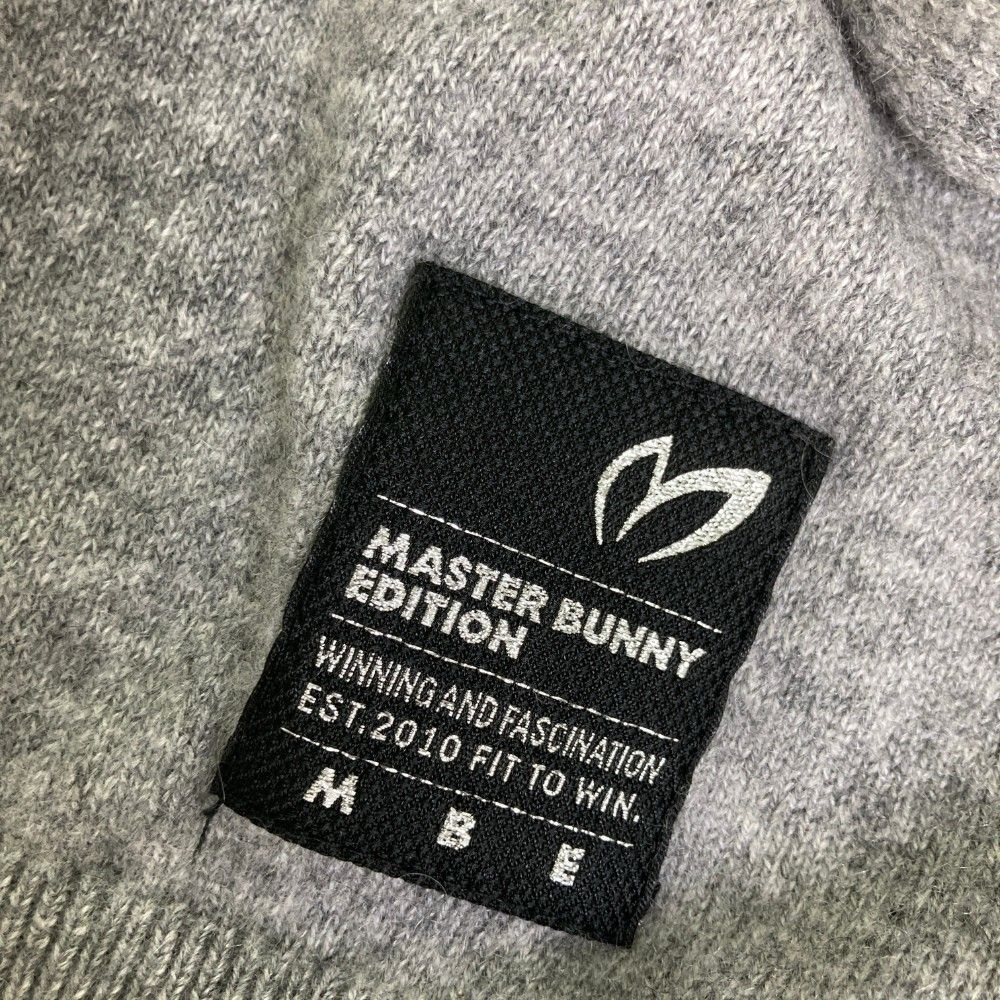 MASTER BUNNY
EDITION
WINNING AND FASCINATION
EST.2010 FIT TO WIN.
M B E